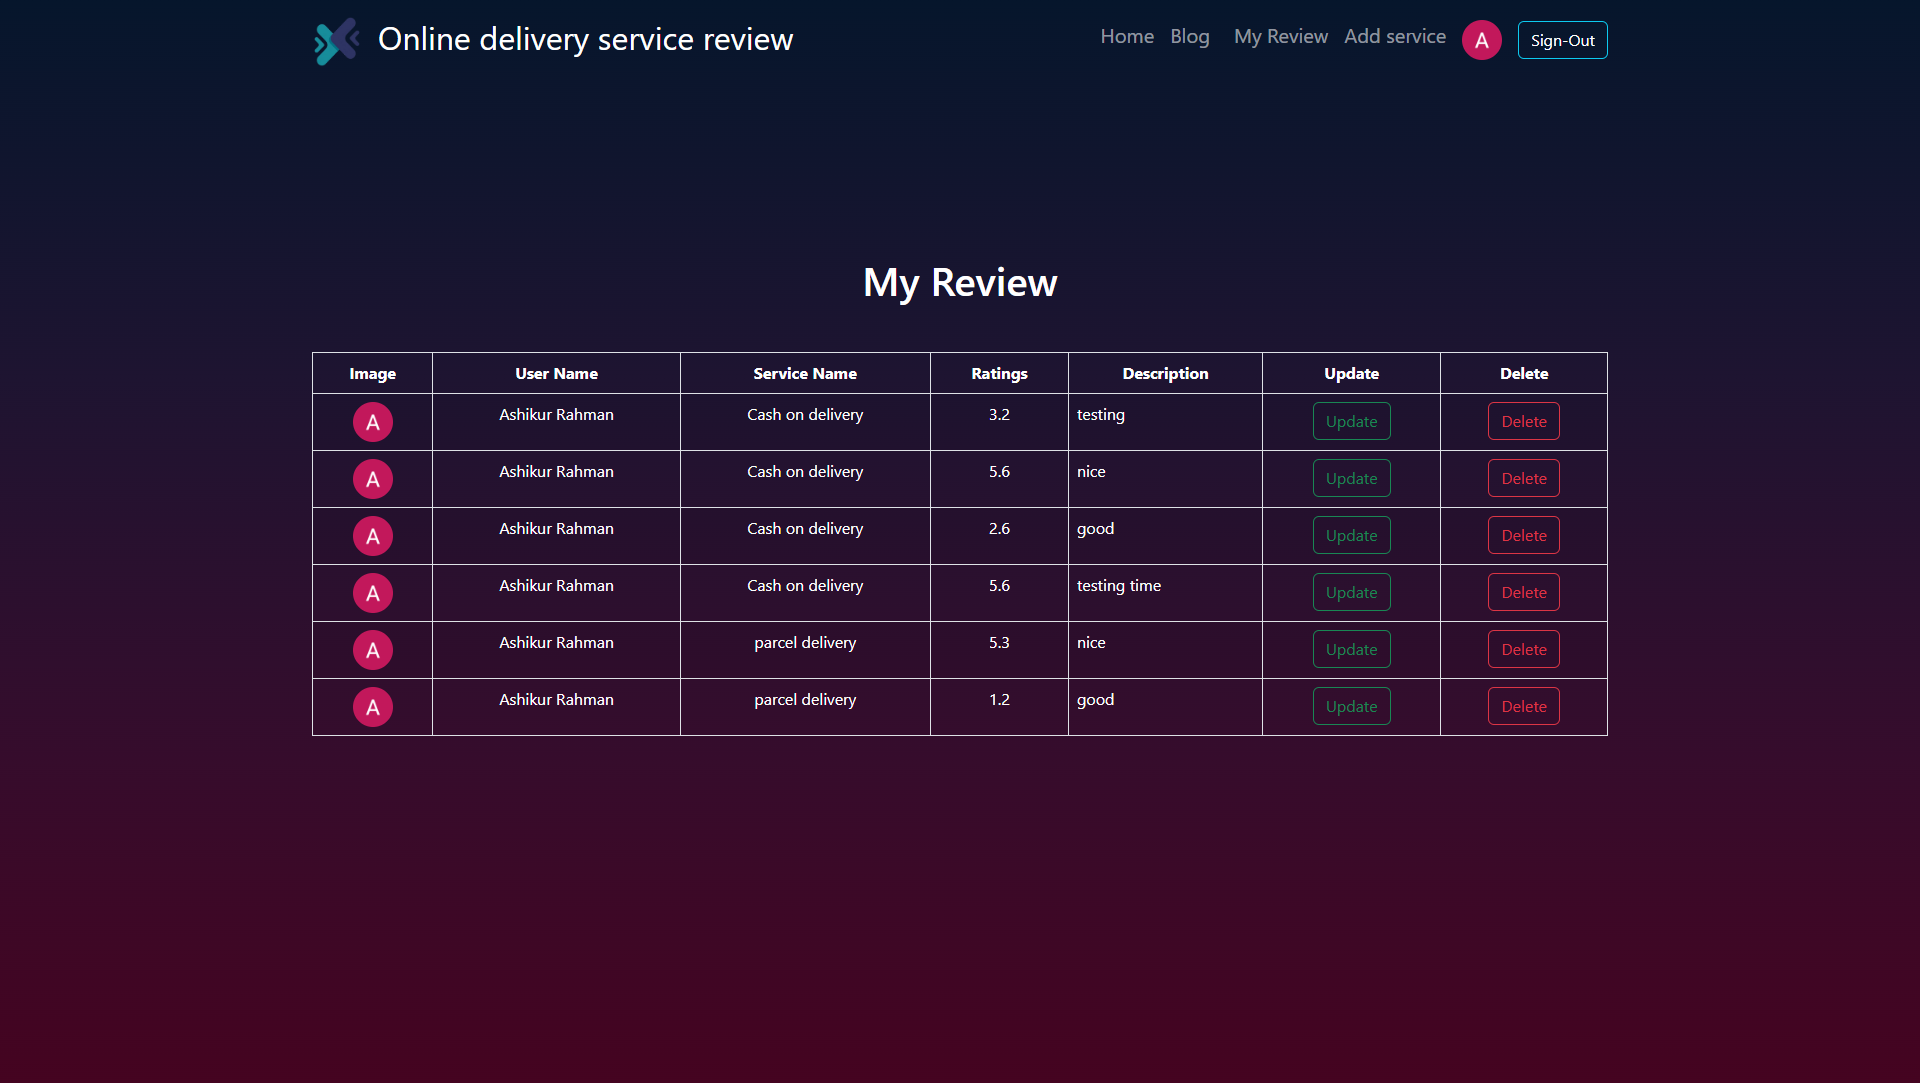 Online delivery service review
Home Blog My Review Add service A Sign-Out
My Review
Image User Name Service Name Ratings Description Update Delete
A Ashikur Rahman Cash on delivery 3.2 testing Update Delete
A Ashikur Rahman Cash on delivery 5.6 nice Update Delete
A Ashikur Rahman Cash on delivery 2.6 good Update Delete
A Ashikur Rahman Cash on delivery 5.6 testing time Update Delete
A Ashikur Rahman parcel delivery 5.3 nice Update Delete
A Ashikur Rahman parcel delivery 1.2 good Update Delete